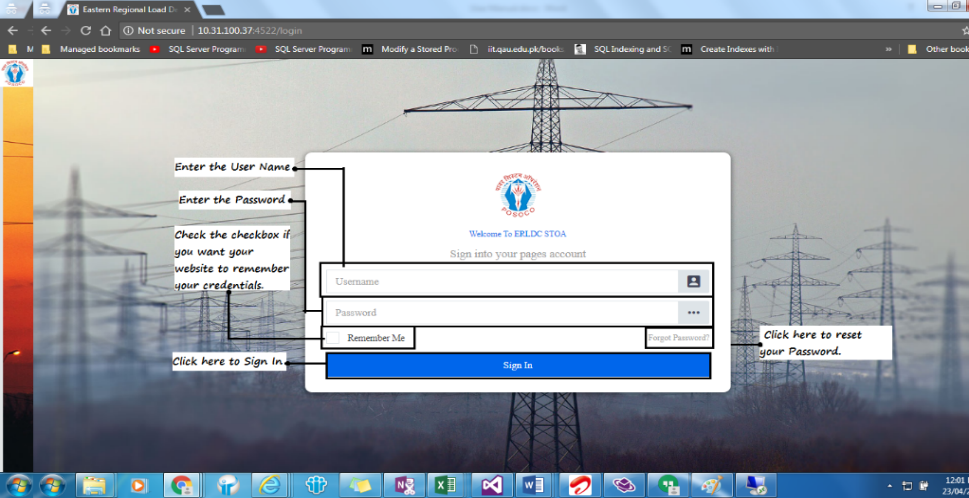 Eastern Regional Load D
Not secure | 10.31.100.37:4522/login
M
Managed bookmarks
SQL Server Program
SQL Server Program
m Modify a Stored Pro
iit.qau.edu.pk/book
SQL Indexing and S
m Create Indexes with
»
Other book
Enter the User Name
Enter the Password
Check the checkbox if
you want your
website to remember
your credentials.
Click here to Sign In
POSOCO
Welcome To ERLDC STOA
Sign into your pages account
Username
Password
Remember Me
Forgot Password?
Sign In
Click here to reset
your Password.
12:01
23/04/